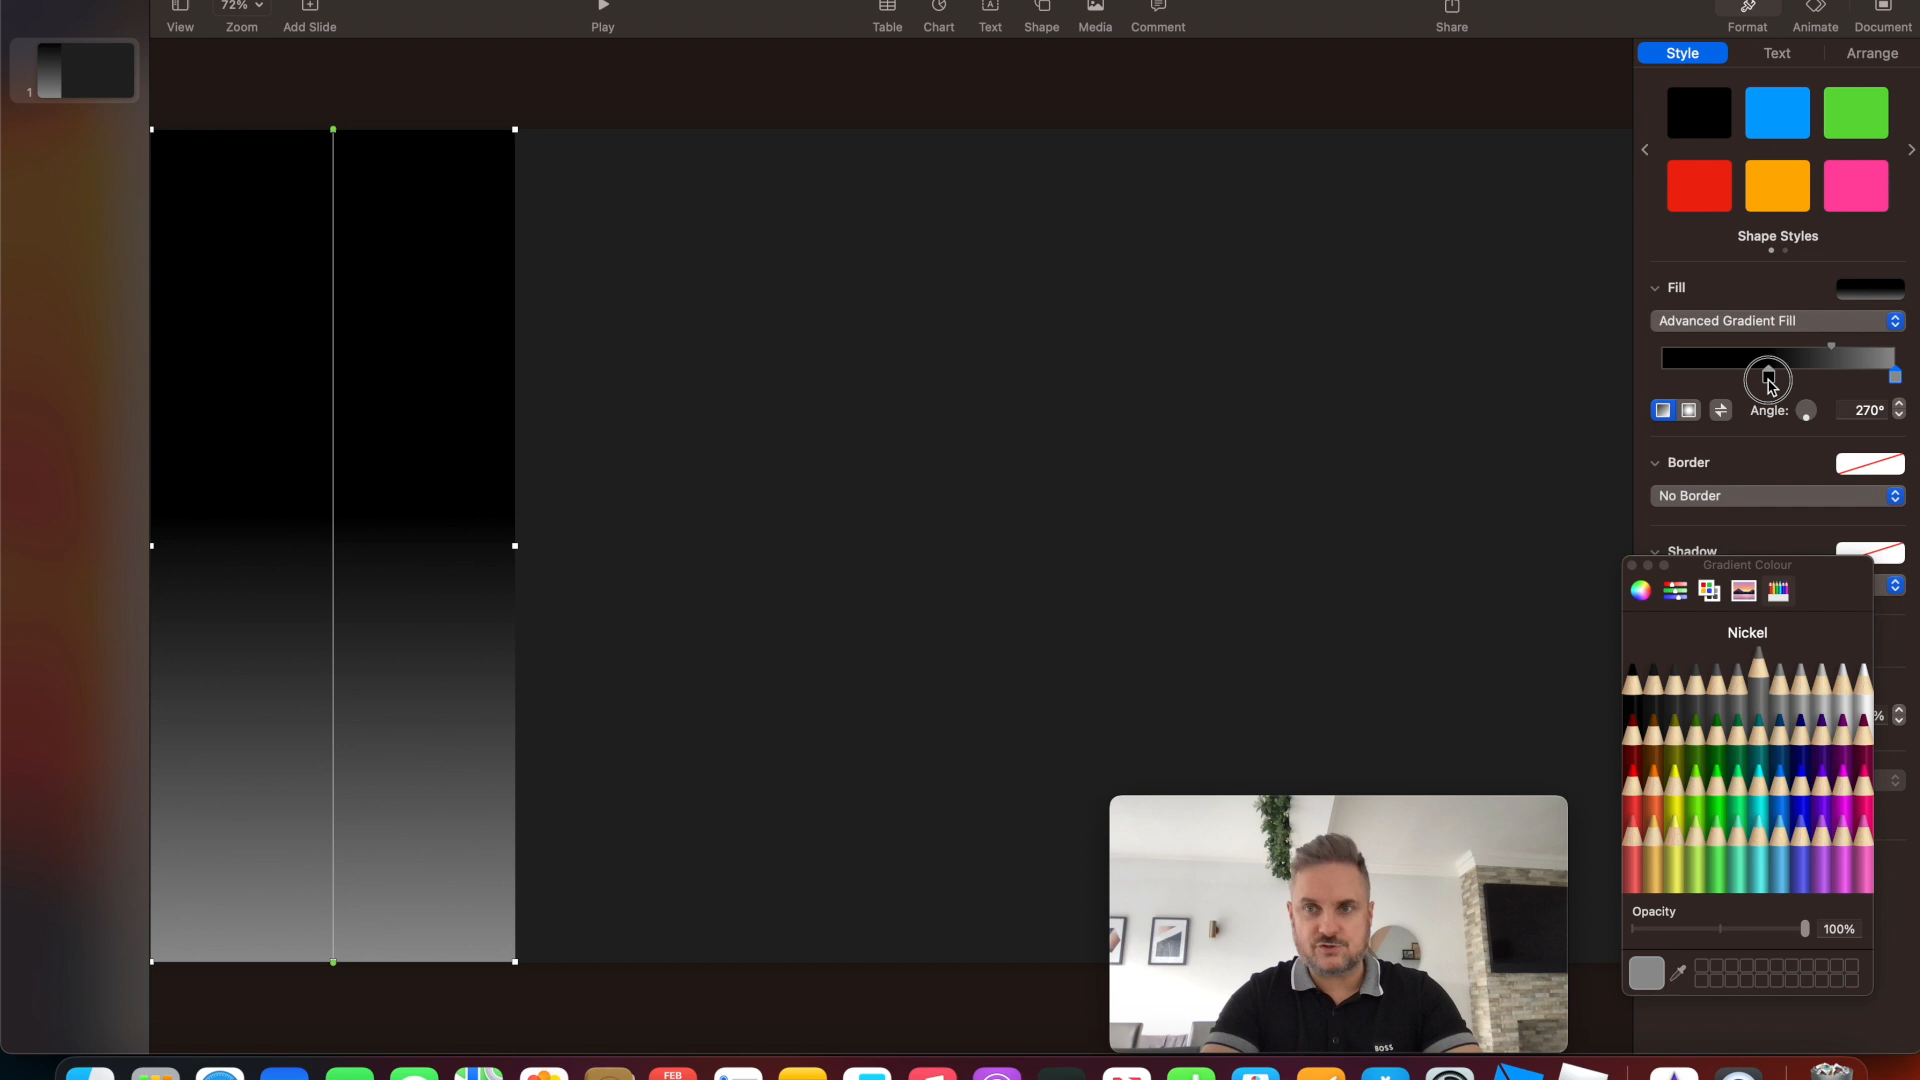 72%
View
Zoom
Add Slide
Play
Table
Chart
Text
Shape
Media
Comment
Share
Format
Animate
Document
Style
Text
Arrange
1
Shape Styles
Fill
Advanced Gradient Fill
Angle:
270°
Border
No Border
Shadow
Gradient Colour
Nickel
%
Opacity
100%
BOSS
FEB